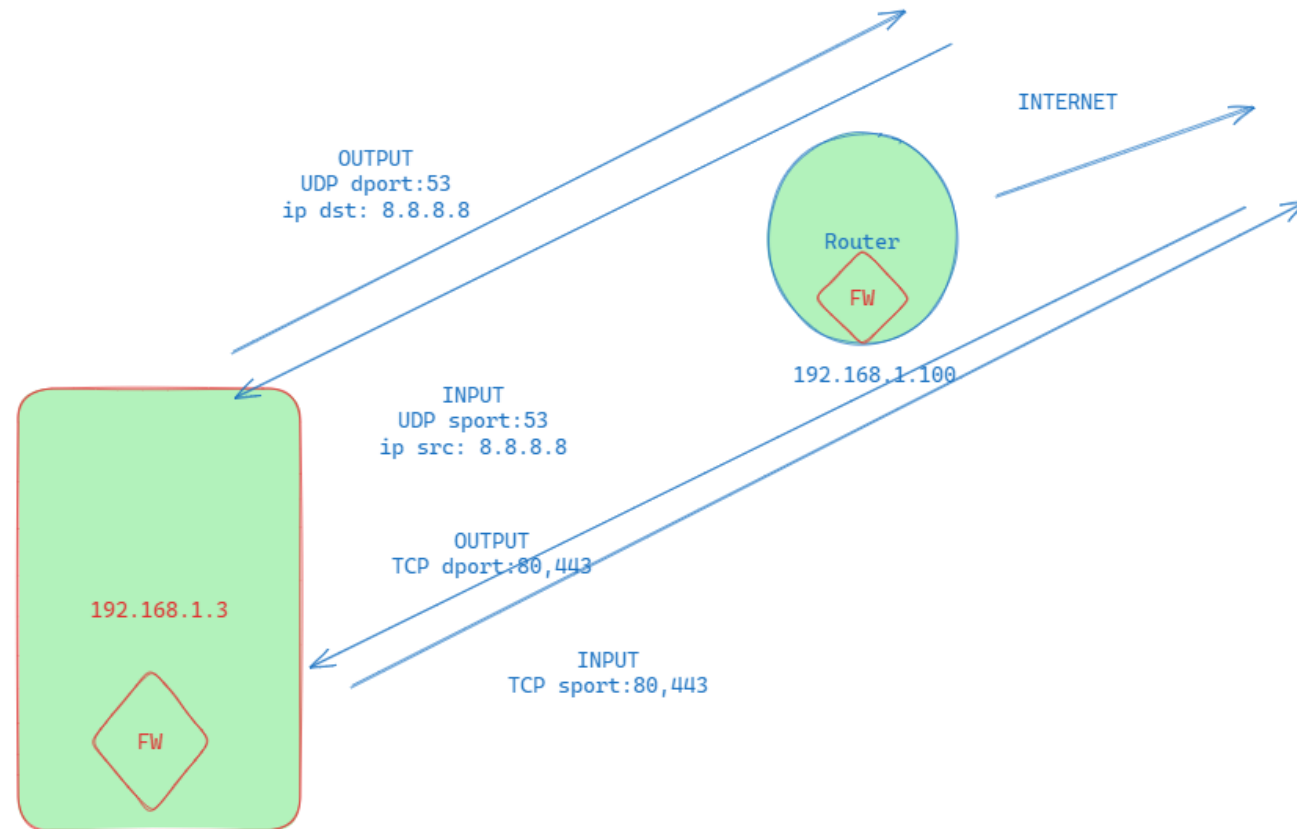 INTERNET
OUTPUT
UDP dport:53
ip dst: 8.8.8.8
Router
FW
192.168.1.100
INPUT
UDP sport:53
ip src: 8.8.8.8
OUTPUT
TCP dport:80,443
192.168.1.3
INPUT
TCP sport:80,443
FW